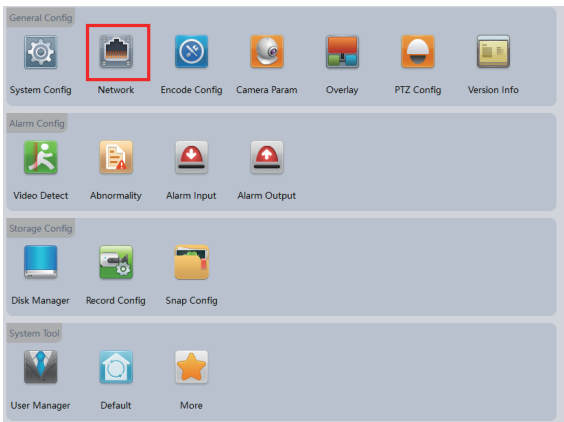 General Config
System Config Network Encode Config Camera Param Overlay PTZ Config Version Info
Alarm Config
Video Detect Abnormality Alarm Input Alarm Output
Storage Config
Disk Manager Record Config Snap Config
System Tool
User Manager Default More